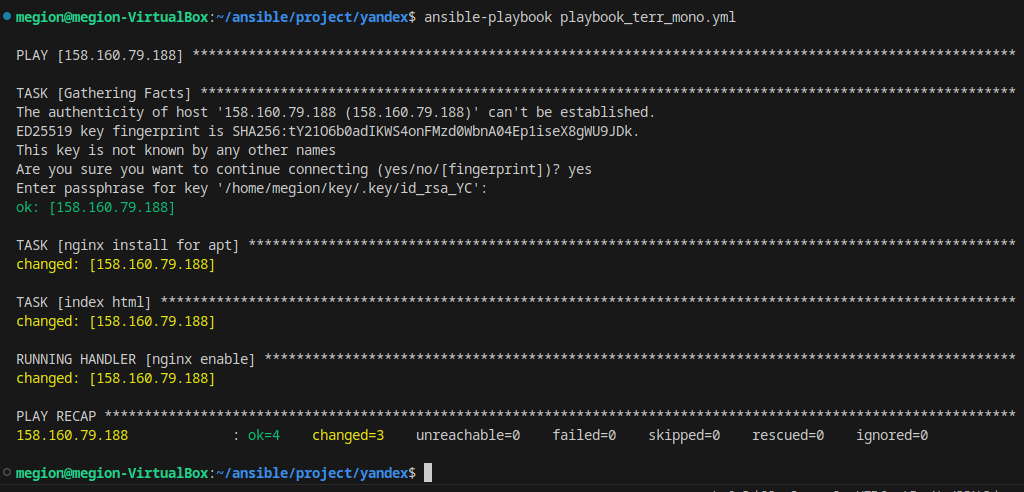 megion@megion-VirtualBox:~/ansible/project/yandex$ ansible-playbook playbook_terr_mono.yml
PLAY [158.160.79.188] *******************************************************************************************************
TASK [Gathering Facts] ******************************************************************************************************
The authenticity of host '158.160.79.188 (158.160.79.188)' can't be established.
ED25519 key fingerprint is SHA256:tY21O6b0adIKWS4onFMzd0WbnA04Ep1iseX8gWU9JDk.
This key is not known by any other names
Are you sure you want to continue connecting (yes/no/[fingerprint])? yes
Enter passphrase for key '/home/megion/key/.key/id_rsa_YC':
ok: [158.160.79.188]
TASK [nginx install for apt] ************************************************************************************************
changed: [158.160.79.188]
TASK [index html] ***********************************************************************************************************
changed: [158.160.79.188]
RUNNING HANDLER [nginx enable] **********************************************************************************************
changed: [158.160.79.188]
PLAY RECAP ******************************************************************************************************************
158.160.79.188 : ok=4 changed=3 unreachable=0 failed=0 skipped=0 rescued=0 ignored=0
megion@megion-VirtualBox:~/ansible/project/yandex$